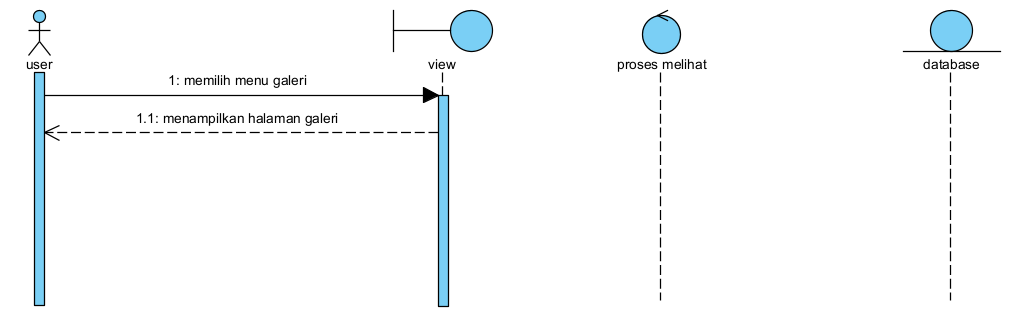 user
view
proses melihat
database
1: memilih menu galeri
1.1: menampilkan halaman galeri